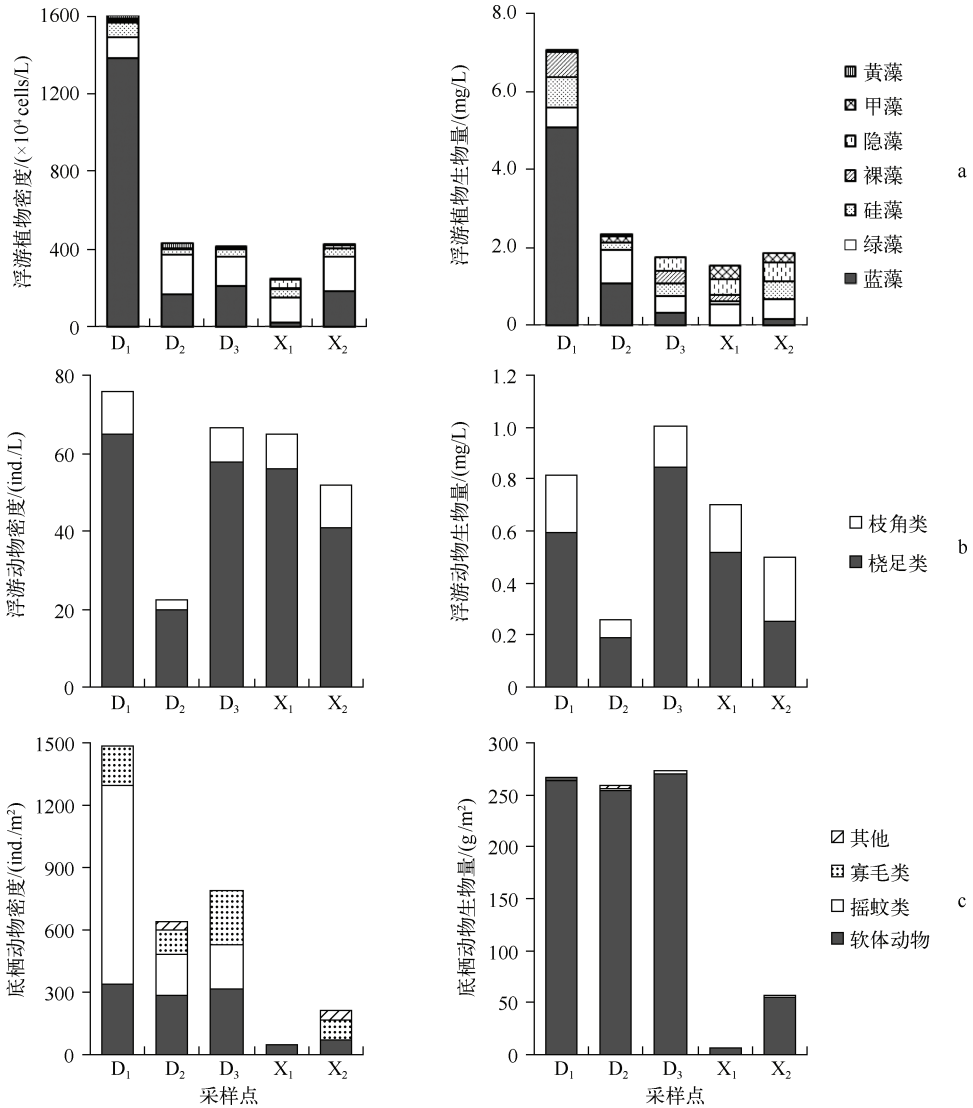 浮游植物密度/(×10⁴ cells/L)
1600
1200
800
400
0
D₁ D₂ D₃ X₁ X₂
浮游植物生物量/(mg/L)
8.0
6.0
4.0
2.0
0
D₁ D₂ D₃ X₁ X₂
黄藻
甲藻
隐藻
裸藻
硅藻
绿藻
蓝藻
a
浮游动物密度/(ind./L)
80
60
40
20
0
D₁ D₂ D₃ X₁ X₂
浮游动物生物量/(mg/L)
1.2
1.0
0.8
0.6
0.4
0.2
0
D₁ D₂ D₃ X₁ X₂
枝角类
桡足类
b
底栖动物密度/(ind./m²)
1500
1200
900
600
300
0
D₁ D₂ D₃ X₁ X₂
采样点
底栖动物生物量/(g/m²)
300
250
200
150
100
50
0
D₁ D₂ D₃ X₁ X₂
采样点
其他
寡毛类
摇蚊类
软体动物
c